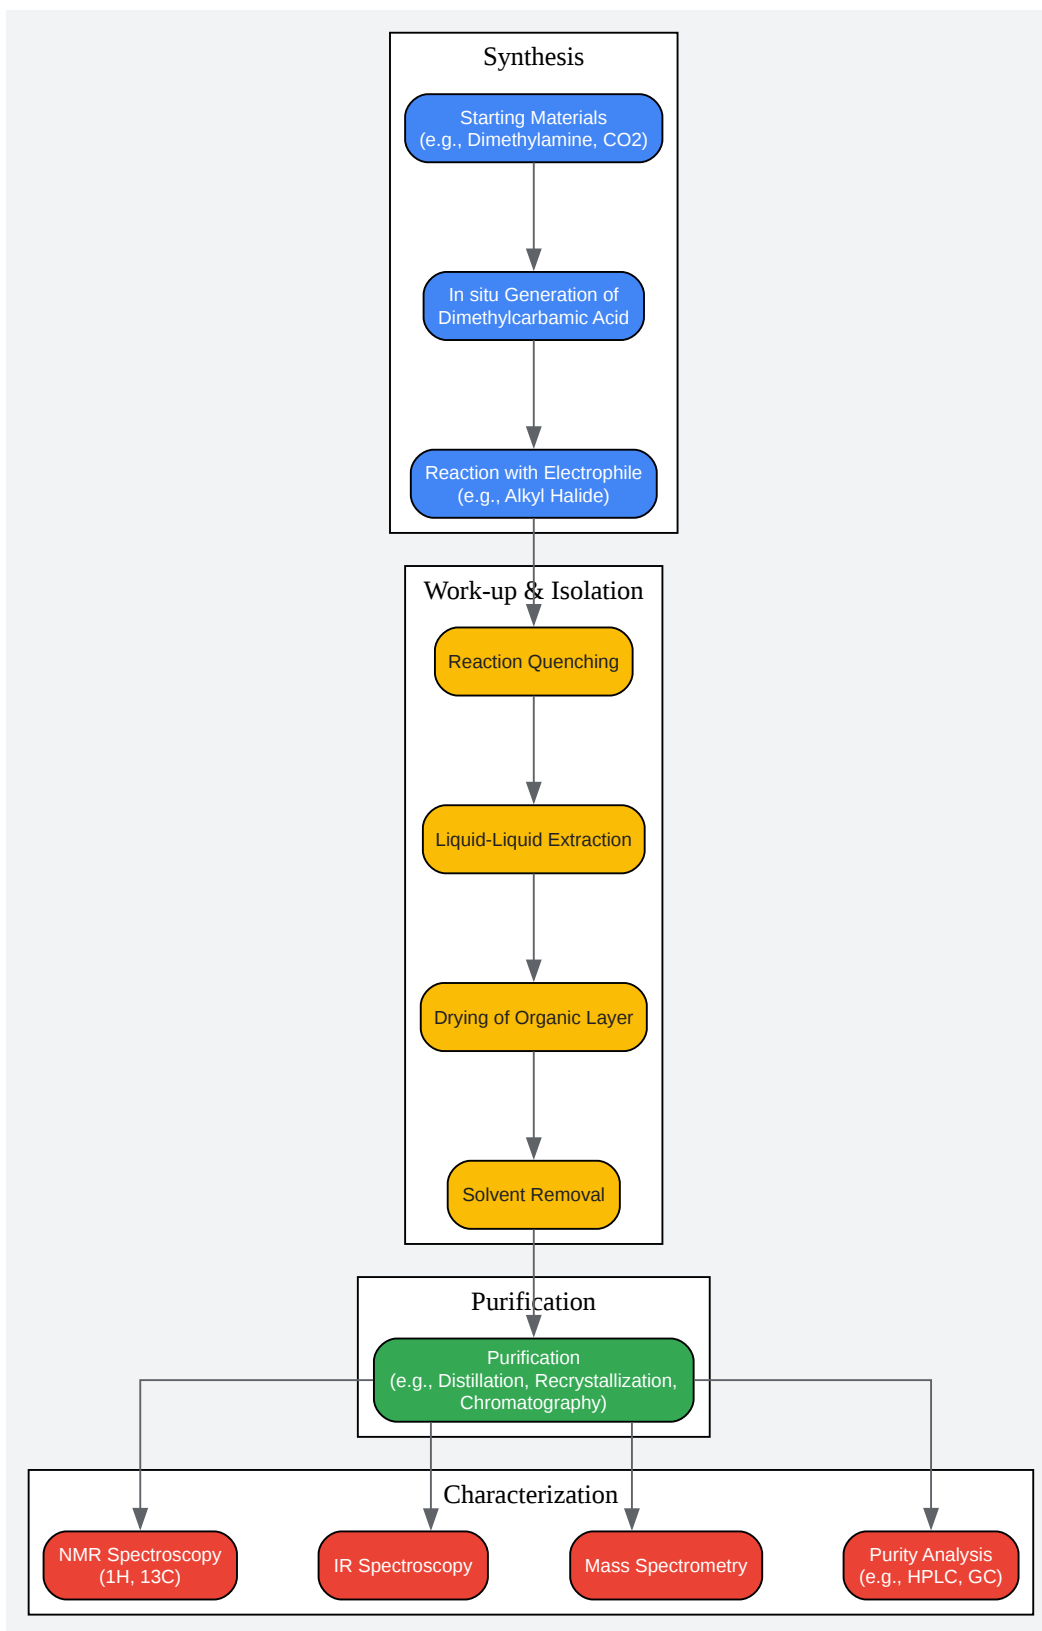 Synthesis
Starting Materials
(e.g., Dimethylamine, CO2)
In situ Generation of
Dimethylcarbamic Acid
Reaction with Electrophile
(e.g., Alkyl Halide)
Work-up & Isolation
Reaction Quenching
Liquid-Liquid Extraction
Drying of Organic Layer
Solvent Removal
Purification
Purification
(e.g., Distillation, Recrystallization,
Chromatography)
Characterization
NMR Spectroscopy
(1H, 13C)
IR Spectroscopy
Mass Spectrometry
Purity Analysis
(e.g., HPLC, GC)